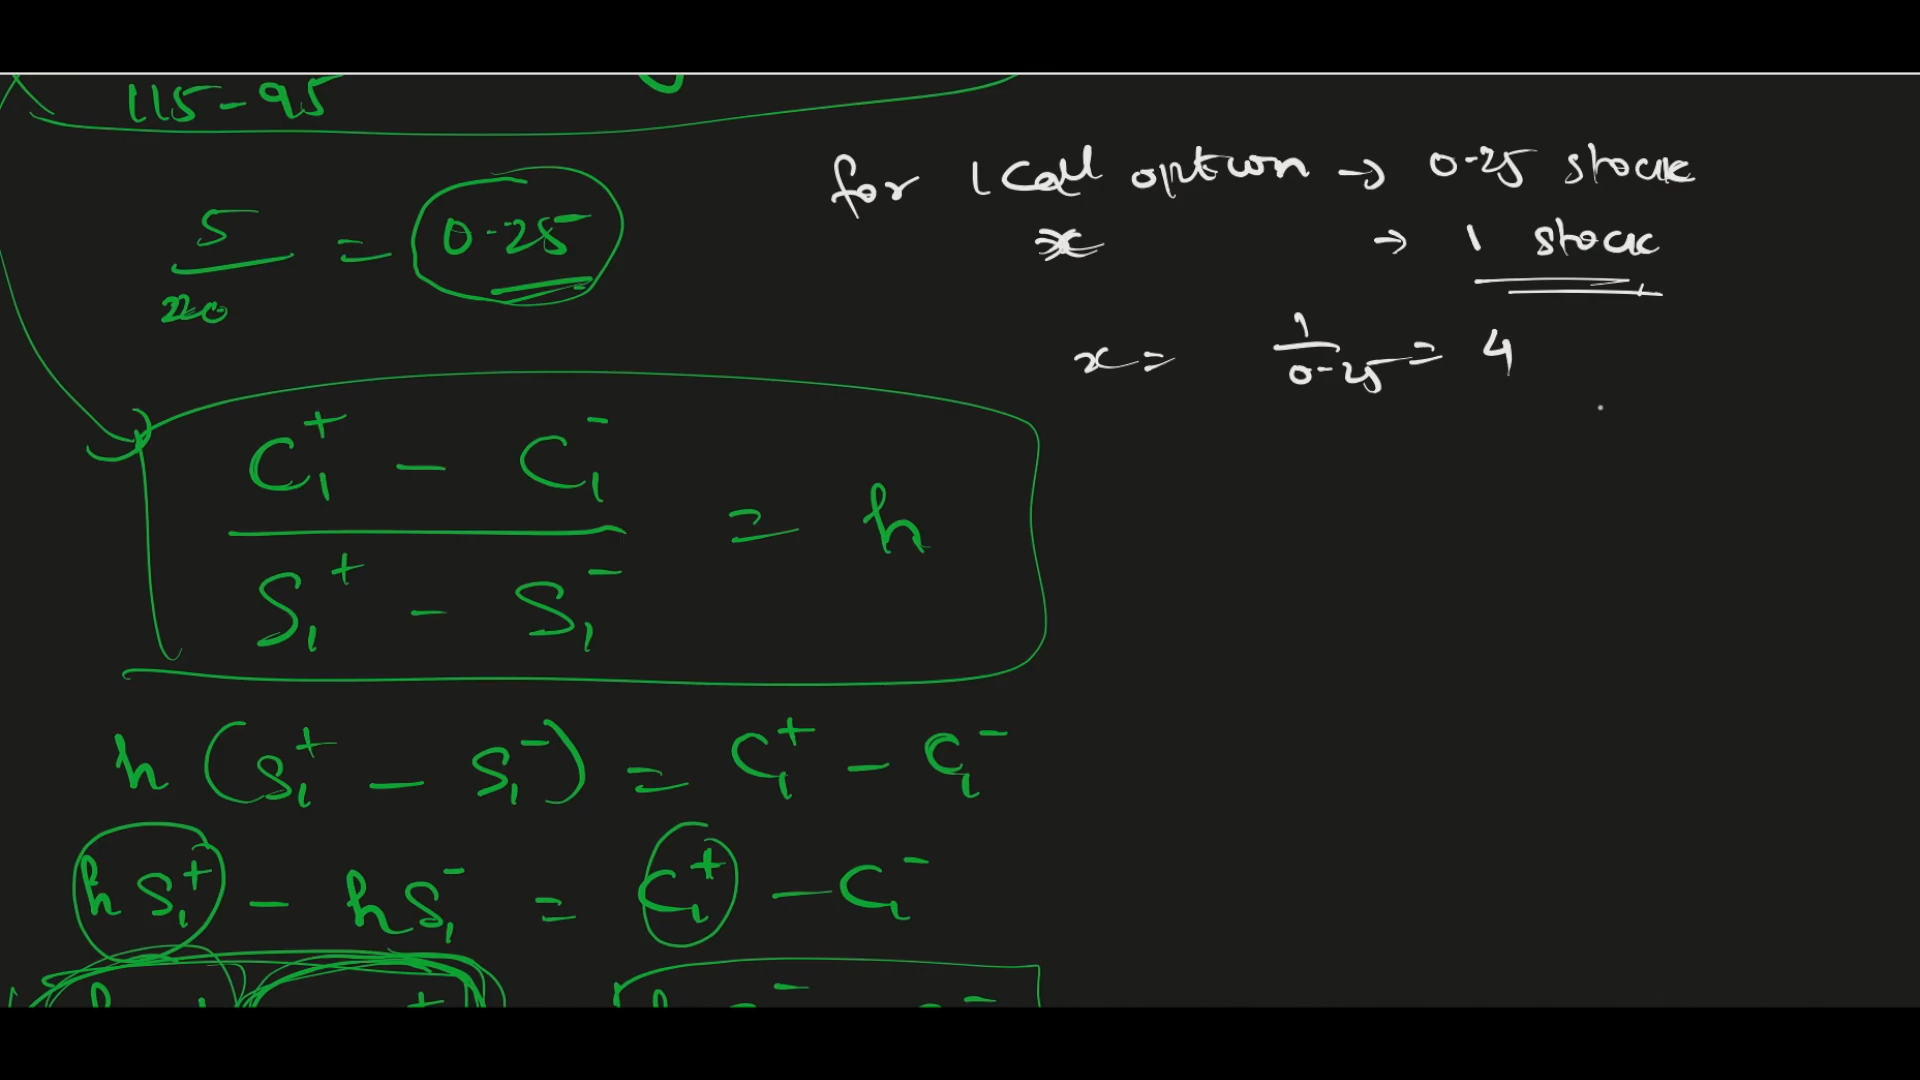 115-95
5/20 = 0.25
C₁⁺ - C₁⁻ / S₁⁺ - S₁⁻ = h
h (S₁⁺ - S₁⁻) = C₁⁺ - C₁⁻
hS₁⁺ - hS₁⁻ = C₁⁺ - C₁⁻
for 1 Call option → 0.25 stock
x → 1 stock
x = 1/0.25 = 4